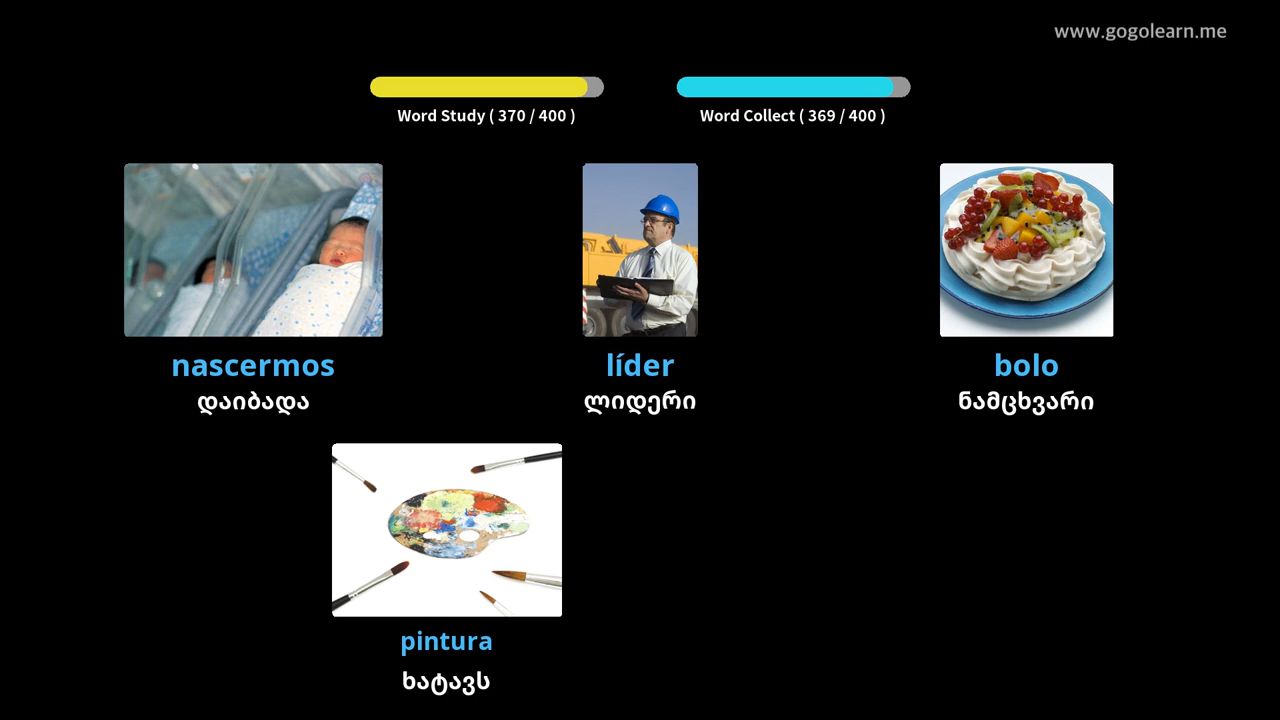 www.gogolearn.me
Word Study ( 370 / 400 )
Word Collect ( 369 / 400 )
nascermos
დაიბადა
líder
ლიდერი
bolo
ნამცხვარი
pintura
ხატავს